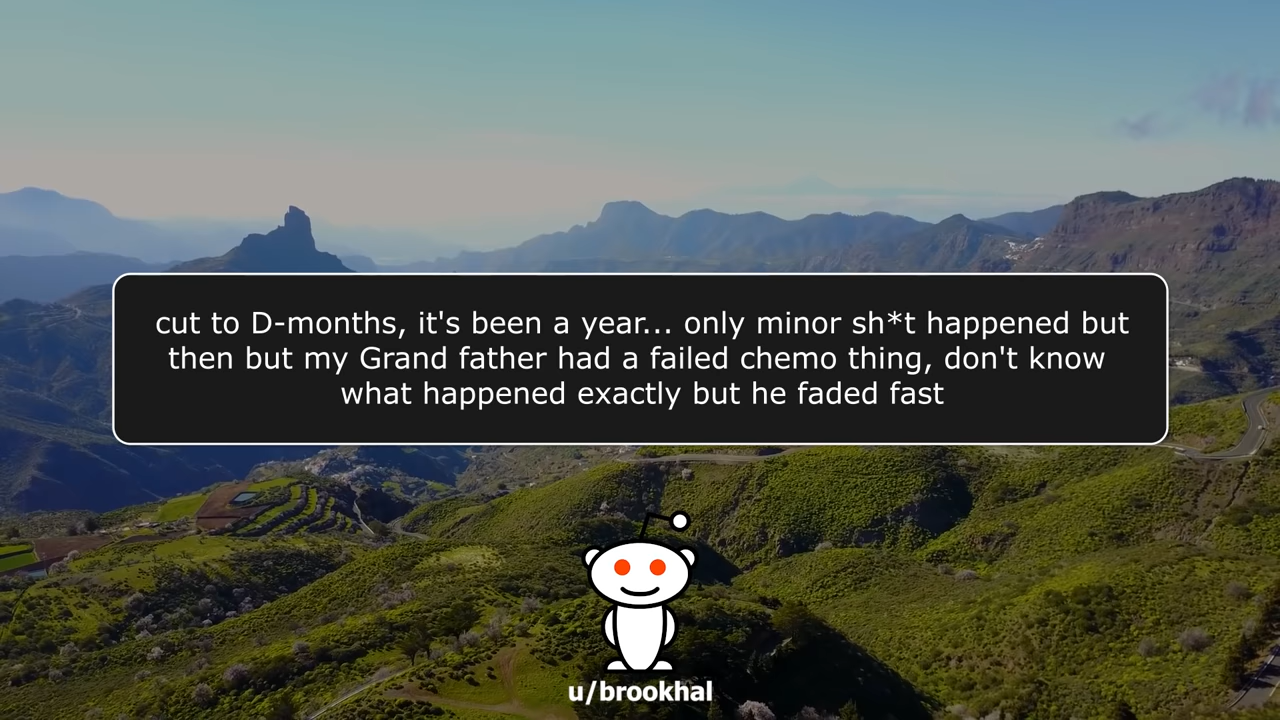 cut to D-months, it's been a year... only minor sh*t happened but
then but my Grand father had a failed chemo thing, don't know
what happened exactly but he faded fast
u/brookhal